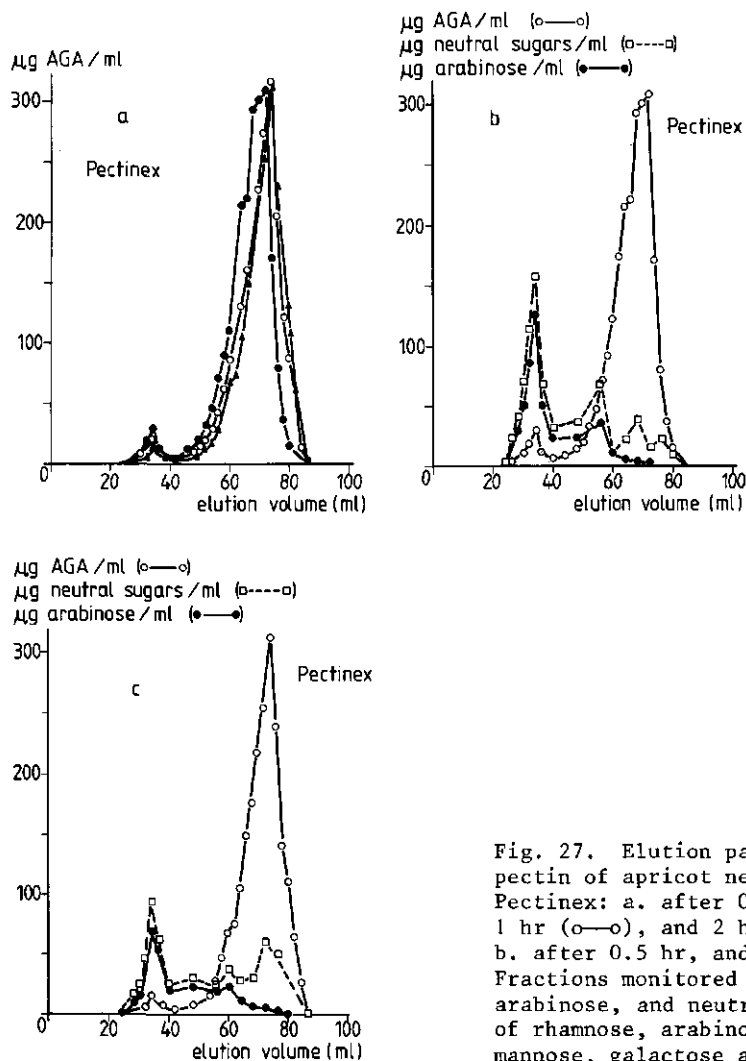 μg AGA/ml
300
200
100
0
a
Pectinex
0 20 40 60 80 100
elution volume (ml)
μg AGA/ml (o—o)
μg neutral sugars/ml (□----□)
μg arabinose/ml (●—●)
300
200
100
b
Pectinex
0 20 40 60 80 100
elution volume (ml)
μg AGA/ml (o—o)
μg neutral sugars/ml (□----□)
μg arabinose/ml (●—●)
300
200
100
c
Pectinex
0 20 40 60 80 100
elution volume (ml)
Fig. 27. Elution pa
pectin of apricot ne
Pectinex: a. after 0
1 hr (o—o), and 2 h
b. after 0.5 hr, and
Fractions monitored
arabinose, and neutr
of rhamnose, arabino
mannose, galactose a